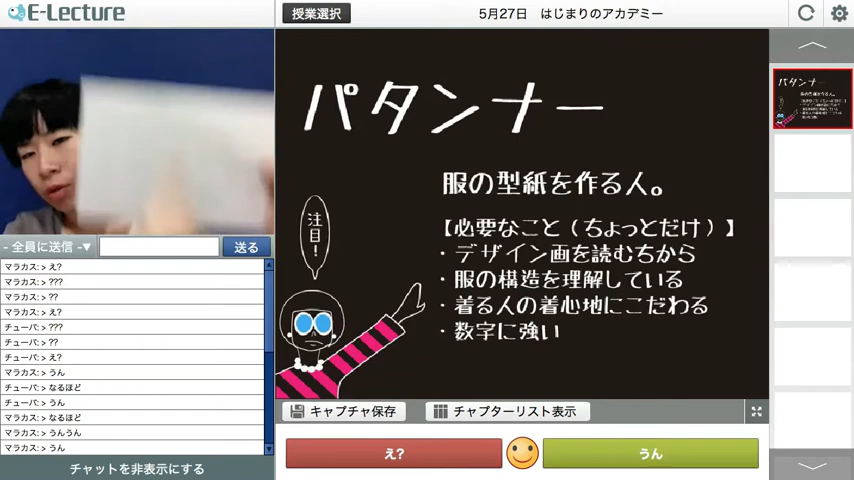 E-Lecture
授業選択
5月27日 はじまりのアカデミー
パタンナー
服の型紙を作る人。
【必要なこと（ちょっとだけ）】
・デザイン画を読むちから
・服の構造を理解している
・着る人の着心地にこだわる
・数字に強い
注目！
- 全員に送信 -▼
送る
マラカス: > え?
マラカス: > ???
マラカス: > ??
マラカス: > え?
チューバ: > ???
チューバ: > ??
チューバ: > え?
マラカス: > うん
チューバ: > なるほど
チューバ: > うん
マラカス: > なるほど
マラカス: > うんうん
マラカス: > うん
チャットを非表示にする
キャプチャ保存
チャプターリスト表示
え?
うん
パタンナー
服の型紙を作る人。